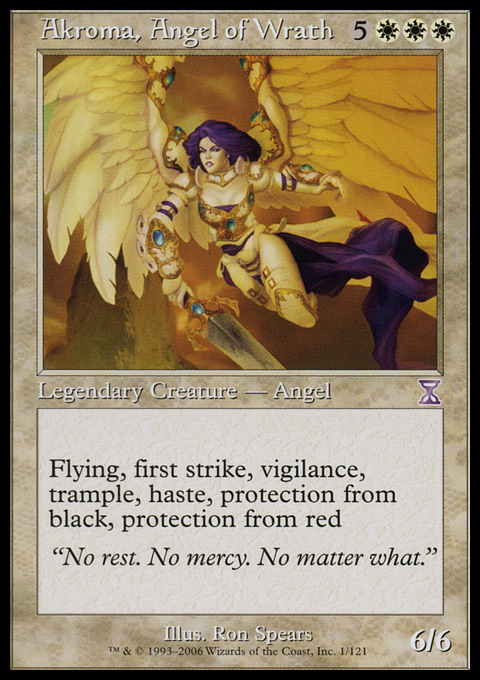 Akroma, Angel of Wrath 5
Legendary Creature — Angel
Flying, first strike, vigilance,
trample, haste, protection from
black, protection from red
“No rest. No mercy. No matter what.”
Illus. Ron Spears
™ & © 1993–2006 Wizards of the Coast, Inc. 1/121
6/6